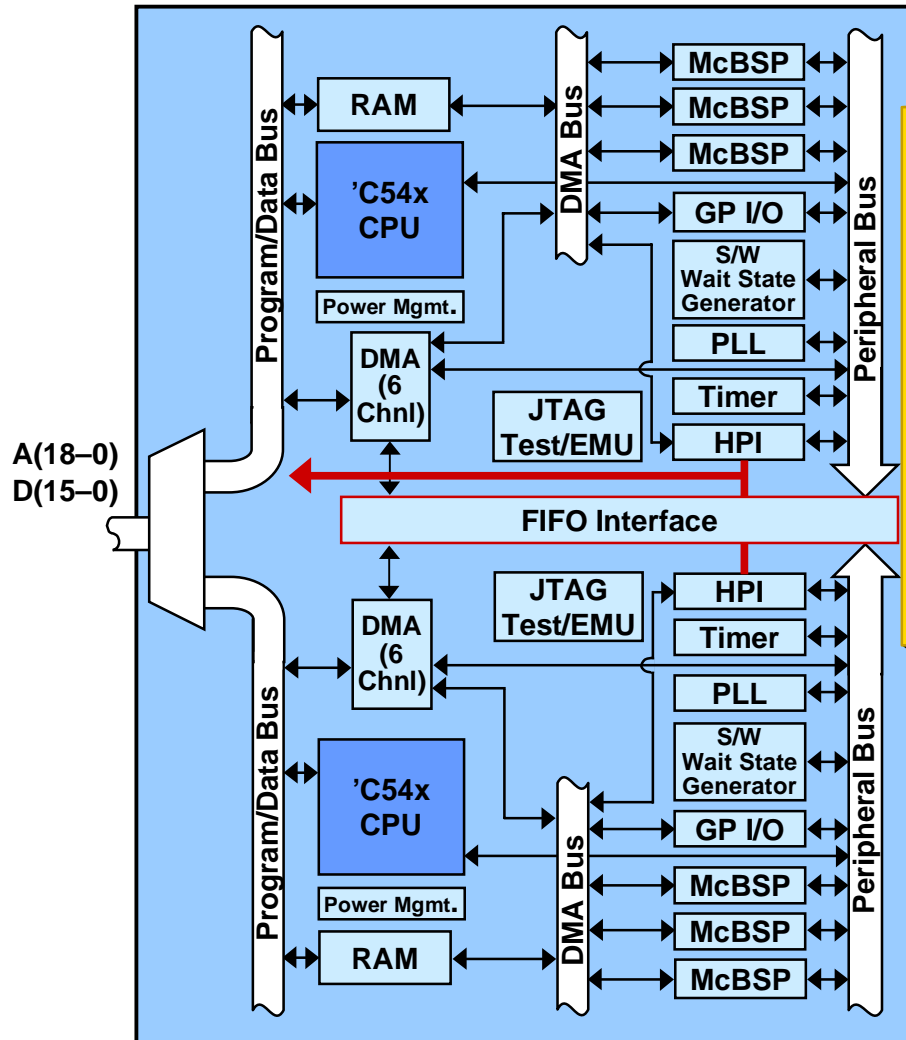 Program/Data Bus
RAM
'C54x
CPU
Power Mgmt.
DMA
(6
Chnl)
DMA Bus
McBSP
McBSP
McBSP
GP I/O
S/W
Wait State
Generator
PLL
Timer
HPI
JTAG
Test/EMU
Peripheral Bus
A(18–0)
D(15–0)
FIFO Interface
JTAG
Test/EMU
HPI
Timer
PLL
S/W
Wait State
Generator
GP I/O
McBSP
McBSP
McBSP
Peripheral Bus
DMA
(6
Chnl)
Program/Data Bus
'C54x
CPU
Power Mgmt.
RAM
DMA Bus